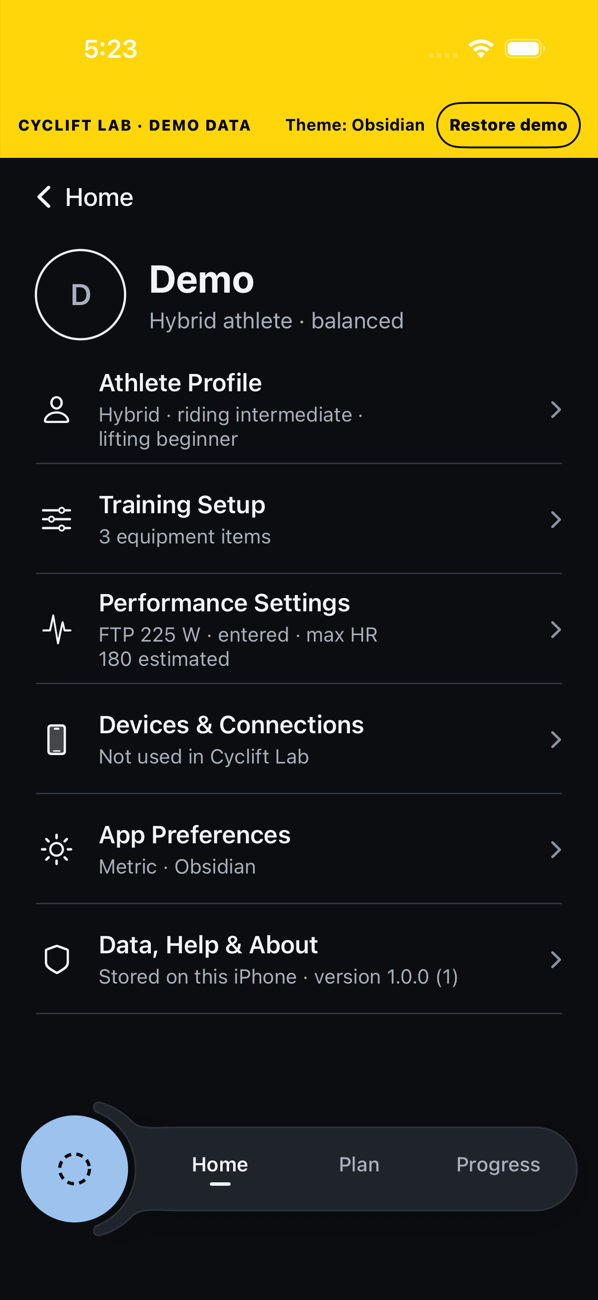 5:23
CYCLIFT LAB · DEMO DATA
Theme: Obsidian
Restore demo
Home
D
Demo
Hybrid athlete · balanced
Athlete Profile
Hybrid · riding intermediate ·
lifting beginner
Training Setup
3 equipment items
Performance Settings
FTP 225 W · entered · max HR
180 estimated
Devices & Connections
Not used in Cyclift Lab
App Preferences
Metric · Obsidian
Data, Help & About
Stored on this iPhone · version 1.0.0 (1)
Home
Plan
Progress